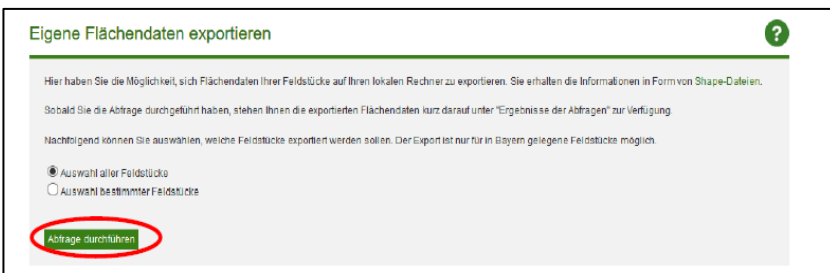 Eigene Flächendaten exportieren
?
Hier haben Sie die Möglichkeit, sich Flächendaten Ihrer Feldstücke auf Ihren lokalen Rechner zu exportieren. Sie erhalten die Informationen in Form von Shape-Dateien.
Sobald Sie die Abfrage durchgeführt haben, stehen Ihnen die exportierten Flächendaten kurz darauf unter "Ergebnisse der Abfragen" zur Verfügung.
Nachfolgend können Sie auswählen, welche Feldstücke exportiert werden sollen. Der Export ist nur für in Bayern gelegene Feldstücke möglich.
Auswahl aller Feldstücke
Auswahl bestimmter Feldstücke
Abfrage durchführen